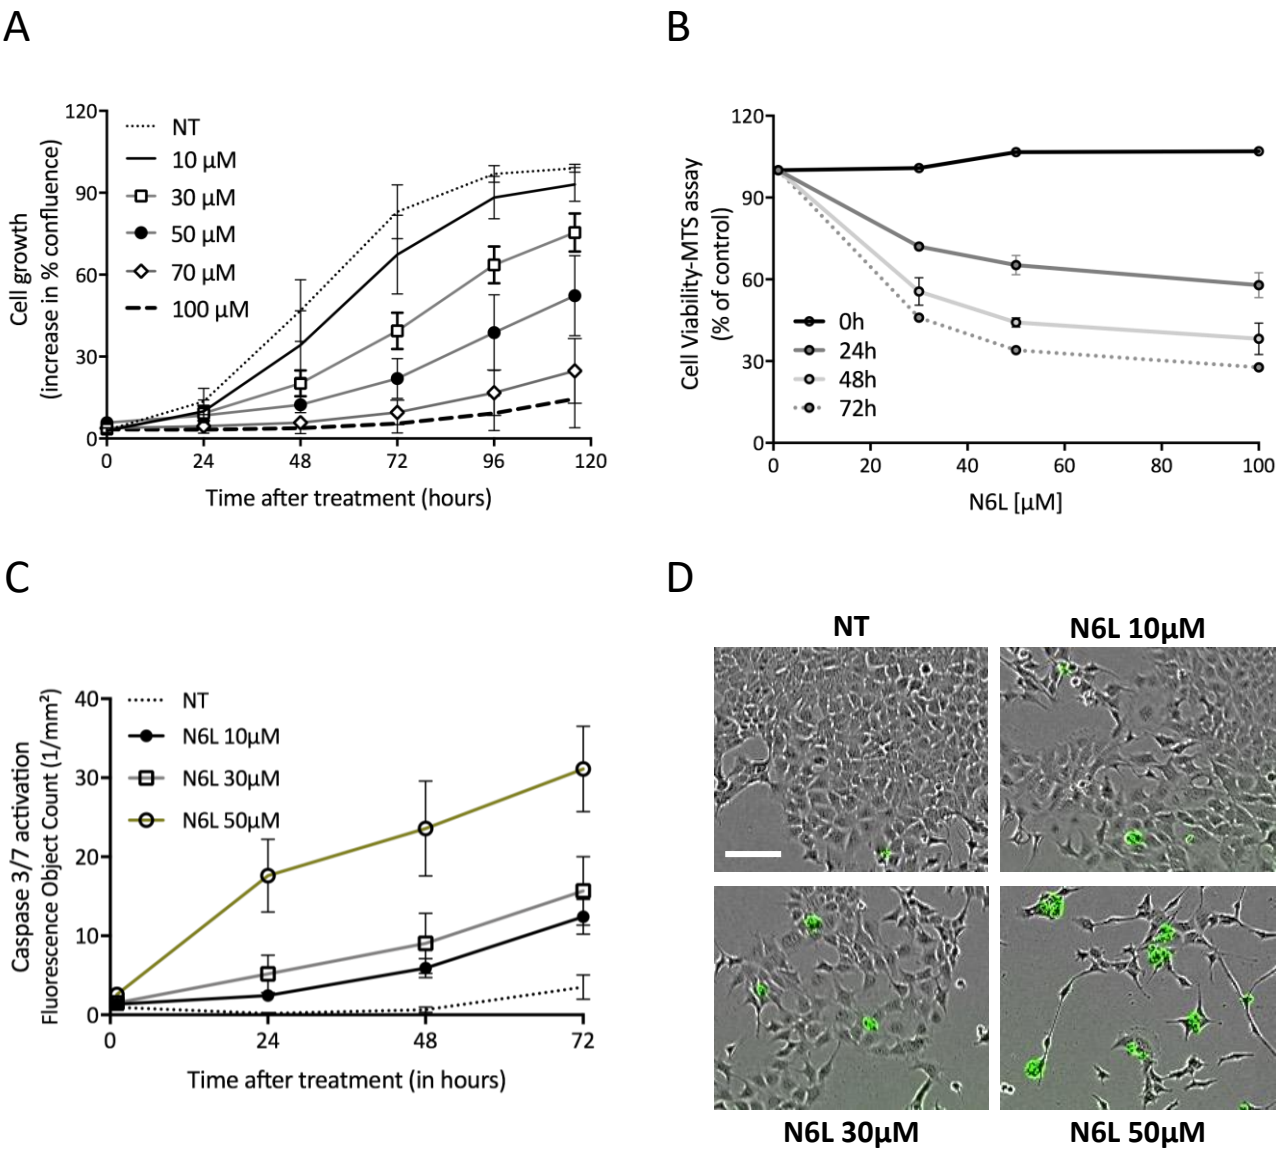 A
120
90
60
30
0
Cell growth
(increase in % confluence)
NT
10 µM
30 µM
50 µM
70 µM
100 µM
0 24 48 72 96 120
Time after treatment (hours)
B
120
90
60
30
0
Cell Viability-MTS assay
(% of control)
0h
24h
48h
72h
0 20 40 60 80 100
N6L [µM]
C
40
30
20
10
0
Caspase 3/7 activation
Fluorescence Object Count (1/mm²)
NT
N6L 10µM
N6L 30µM
N6L 50µM
0 24 48 72
Time after treatment (in hours)
D
NT
N6L 10µM
N6L 30µM
N6L 50µM